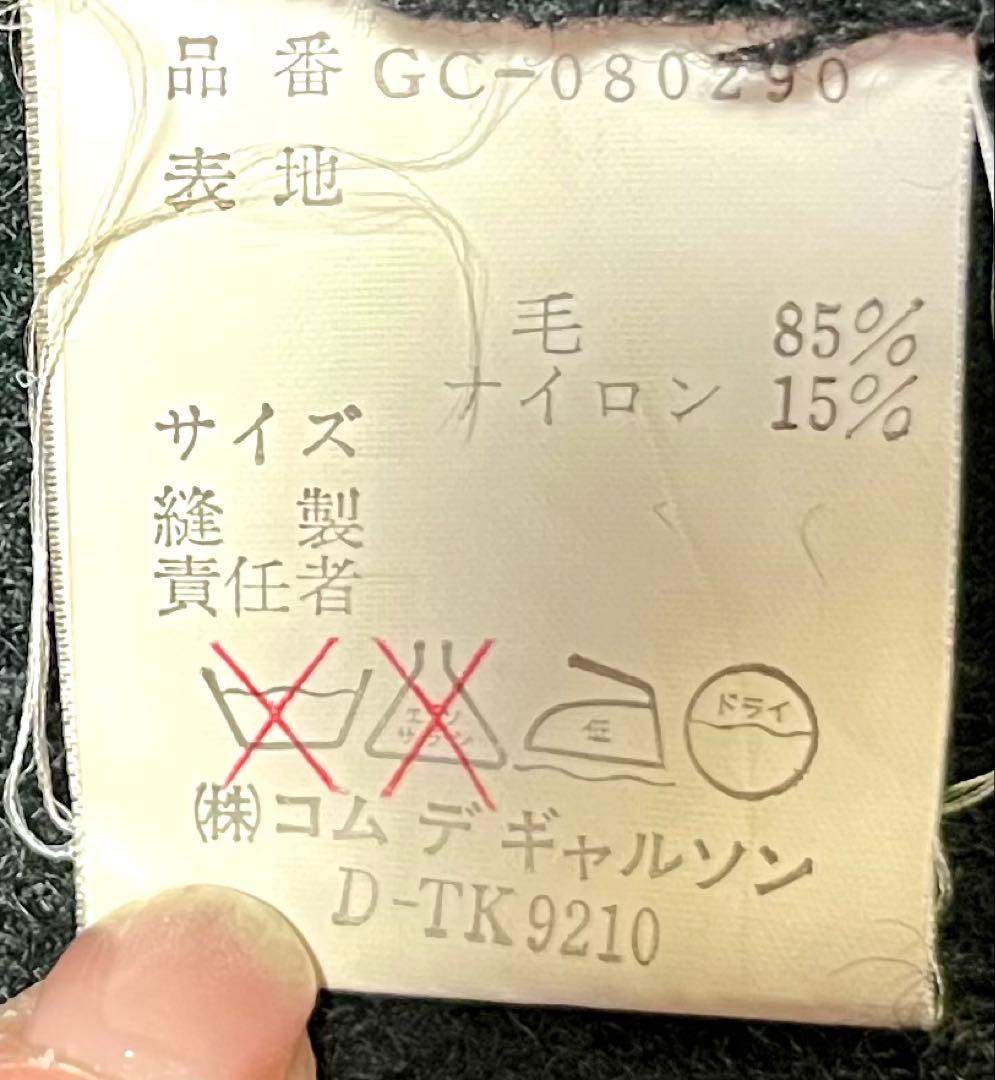 品番 GC-080290
表地
毛 85%
ナイロン 15%
サイズ
縫製
責任者
エンソ
サラシ
低
ドライ
(株)コムデギャルソン
D-TK9210